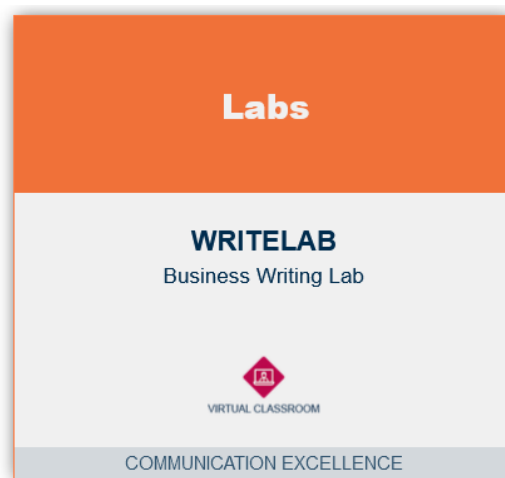 Labs
WRITELAB
Business Writing Lab
VIRTUAL CLASSROOM
COMMUNICATION EXCELLENCE